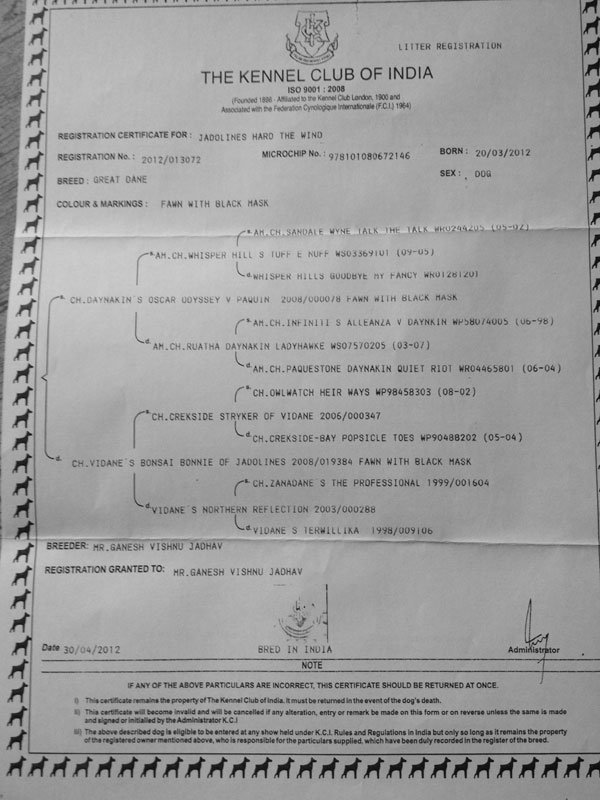 LITTER REGISTRATION
THE KENNEL CLUB OF INDIA
ISO 9001 : 2008
(Founded 1896 - Affiliated to the Kennel Club London, 1900 and
Associated with the Federation Cynologique Internationale (F.C.I.) 1964)
REGISTRATION CERTIFICATE FOR : JADOLINES HARD THE WIND
REGISTRATION No. : 2012/013072 MICROCHIP No. : 978101080672146 BORN : 20/03/2012
BREED : GREAT DANE SEX : DOG
COLOUR & MARKINGS : FAWN WITH BLACK MASK
s. AM.CH.SANDALE WYNE TALK THE TALK WR0244205 (05-02)
s. AM.CH.WHISPER HILL S TUFF E NUFF WS03369101 (09-05)
d. WHISPER HILLS GOODBYE MY FANCY WR01281201
s. CH.DAYNAKIN`S OSCAR ODYSSEY V PAQUIN 2008/000078 FAWN WITH BLACK MASK
s. AM.CH.INFINITI S ALLEANZA V DAYNKIN WP58074005 (06-98)
d. AM.CH.RUATHA DAYNAKIN LADYHAWKE WS07570205 (03-07)
d. AM.CH.PAQUESTONE DAYNAKIN QUIET RIOT WR04465801 (06-04)
s. CH.OWLWATCH HEIR WAYS WP98458303 (08-02)
s. CH.CREKSIDE STRYKER OF VIDANE 2006/000347
d. CH.CREKSIDE-BAY POPSICLE TOES WP90488202 (05-04)
d. CH.VIDANE`S BONSAI BONNIE OF JADOLINES 2008/019384 FAWN WITH BLACK MASK
s. CH.ZANADANE S THE PROFESSIONAL 1999/001604
d. VIDANE`S NORTHERN REFLECTION 2003/000288
d. VIDANE S TERWILLIKA 1998/009106
BREEDER: MR.GANESH VISHNU JADHAV
REGISTRATION GRANTED TO: MR.GANESH VISHNU JADHAV
Date 30/04/2012 BRED IN INDIA Administrator
NOTE
IF ANY OF THE ABOVE PARTICULARS ARE INCORRECT, THIS CERTIFICATE SHOULD BE RETURNED AT ONCE.
i) This certificate remains the property of The Kennel Club of India. It must be returned in the event of the dog's death.
ii) This certificate will become invalid and will be cancelled if any alteration, entry or remark be made on this form or on reverse unless the same is made
and signed or initialled by the Administrator K.C.I
iii) The above described dog is eligible to be entered at any show held under K.C.I. Rules and Regulations in India but only so long as it remains the property
of the registered owner mentioned above, who is responsible for the particulars supplied, which have been duly recorded in the register of the breed.